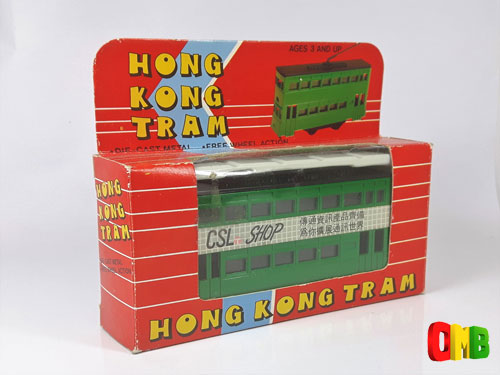 HONG
KONG
TRAM
AGES 3 AND UP
DIE-CAST METAL FREE WHEEL ACTION
HONG
KONG
TRAM
CSL SHOP
傳通資訊產品齊備
為你擴展通訊世界
HONG KONG TRAM
OMB